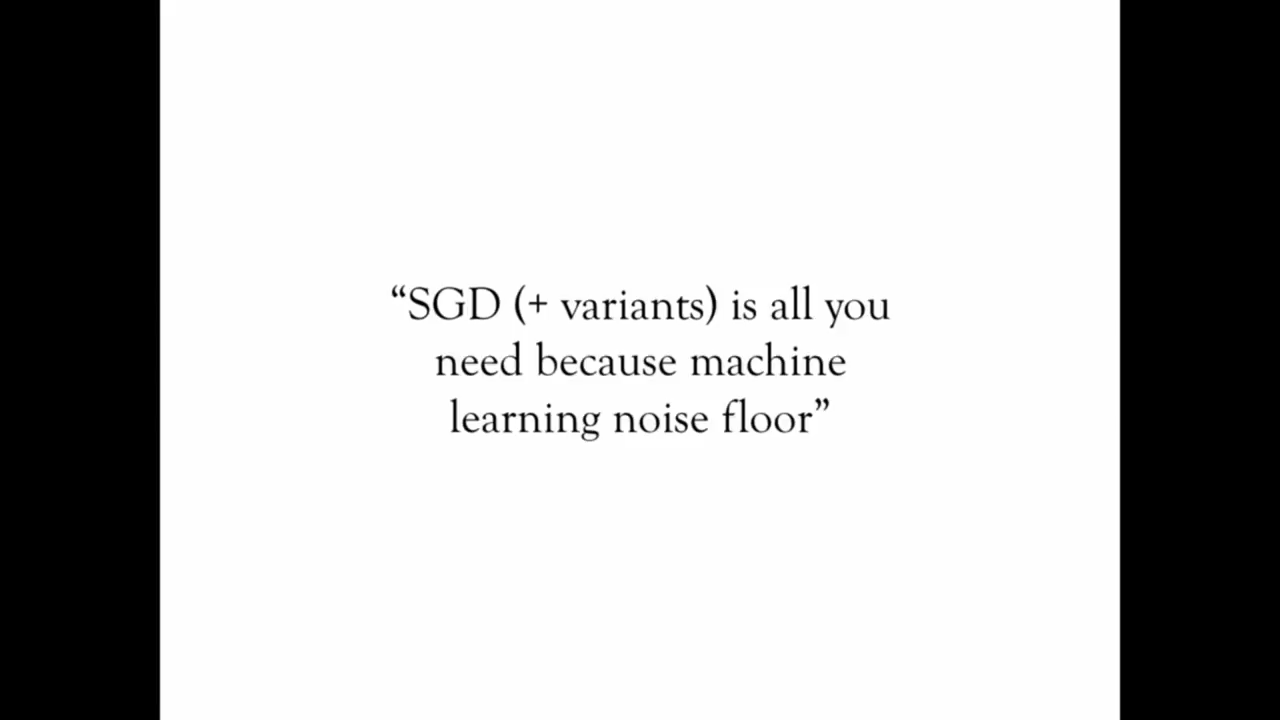 “SGD (+ variants) is all you
need because machine
learning noise floor”